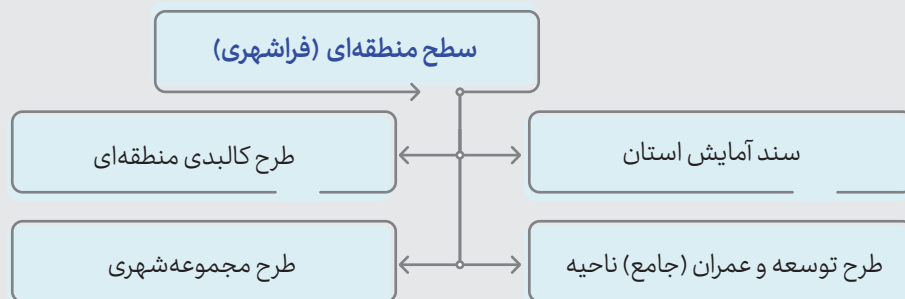 سطح منطقه‌ای (فراشهری)
سند آمایش استان
طرح کالبدی منطقه‌ای
طرح توسعه و عمران (جامع) ناحیه
طرح مجموعه‌شهری